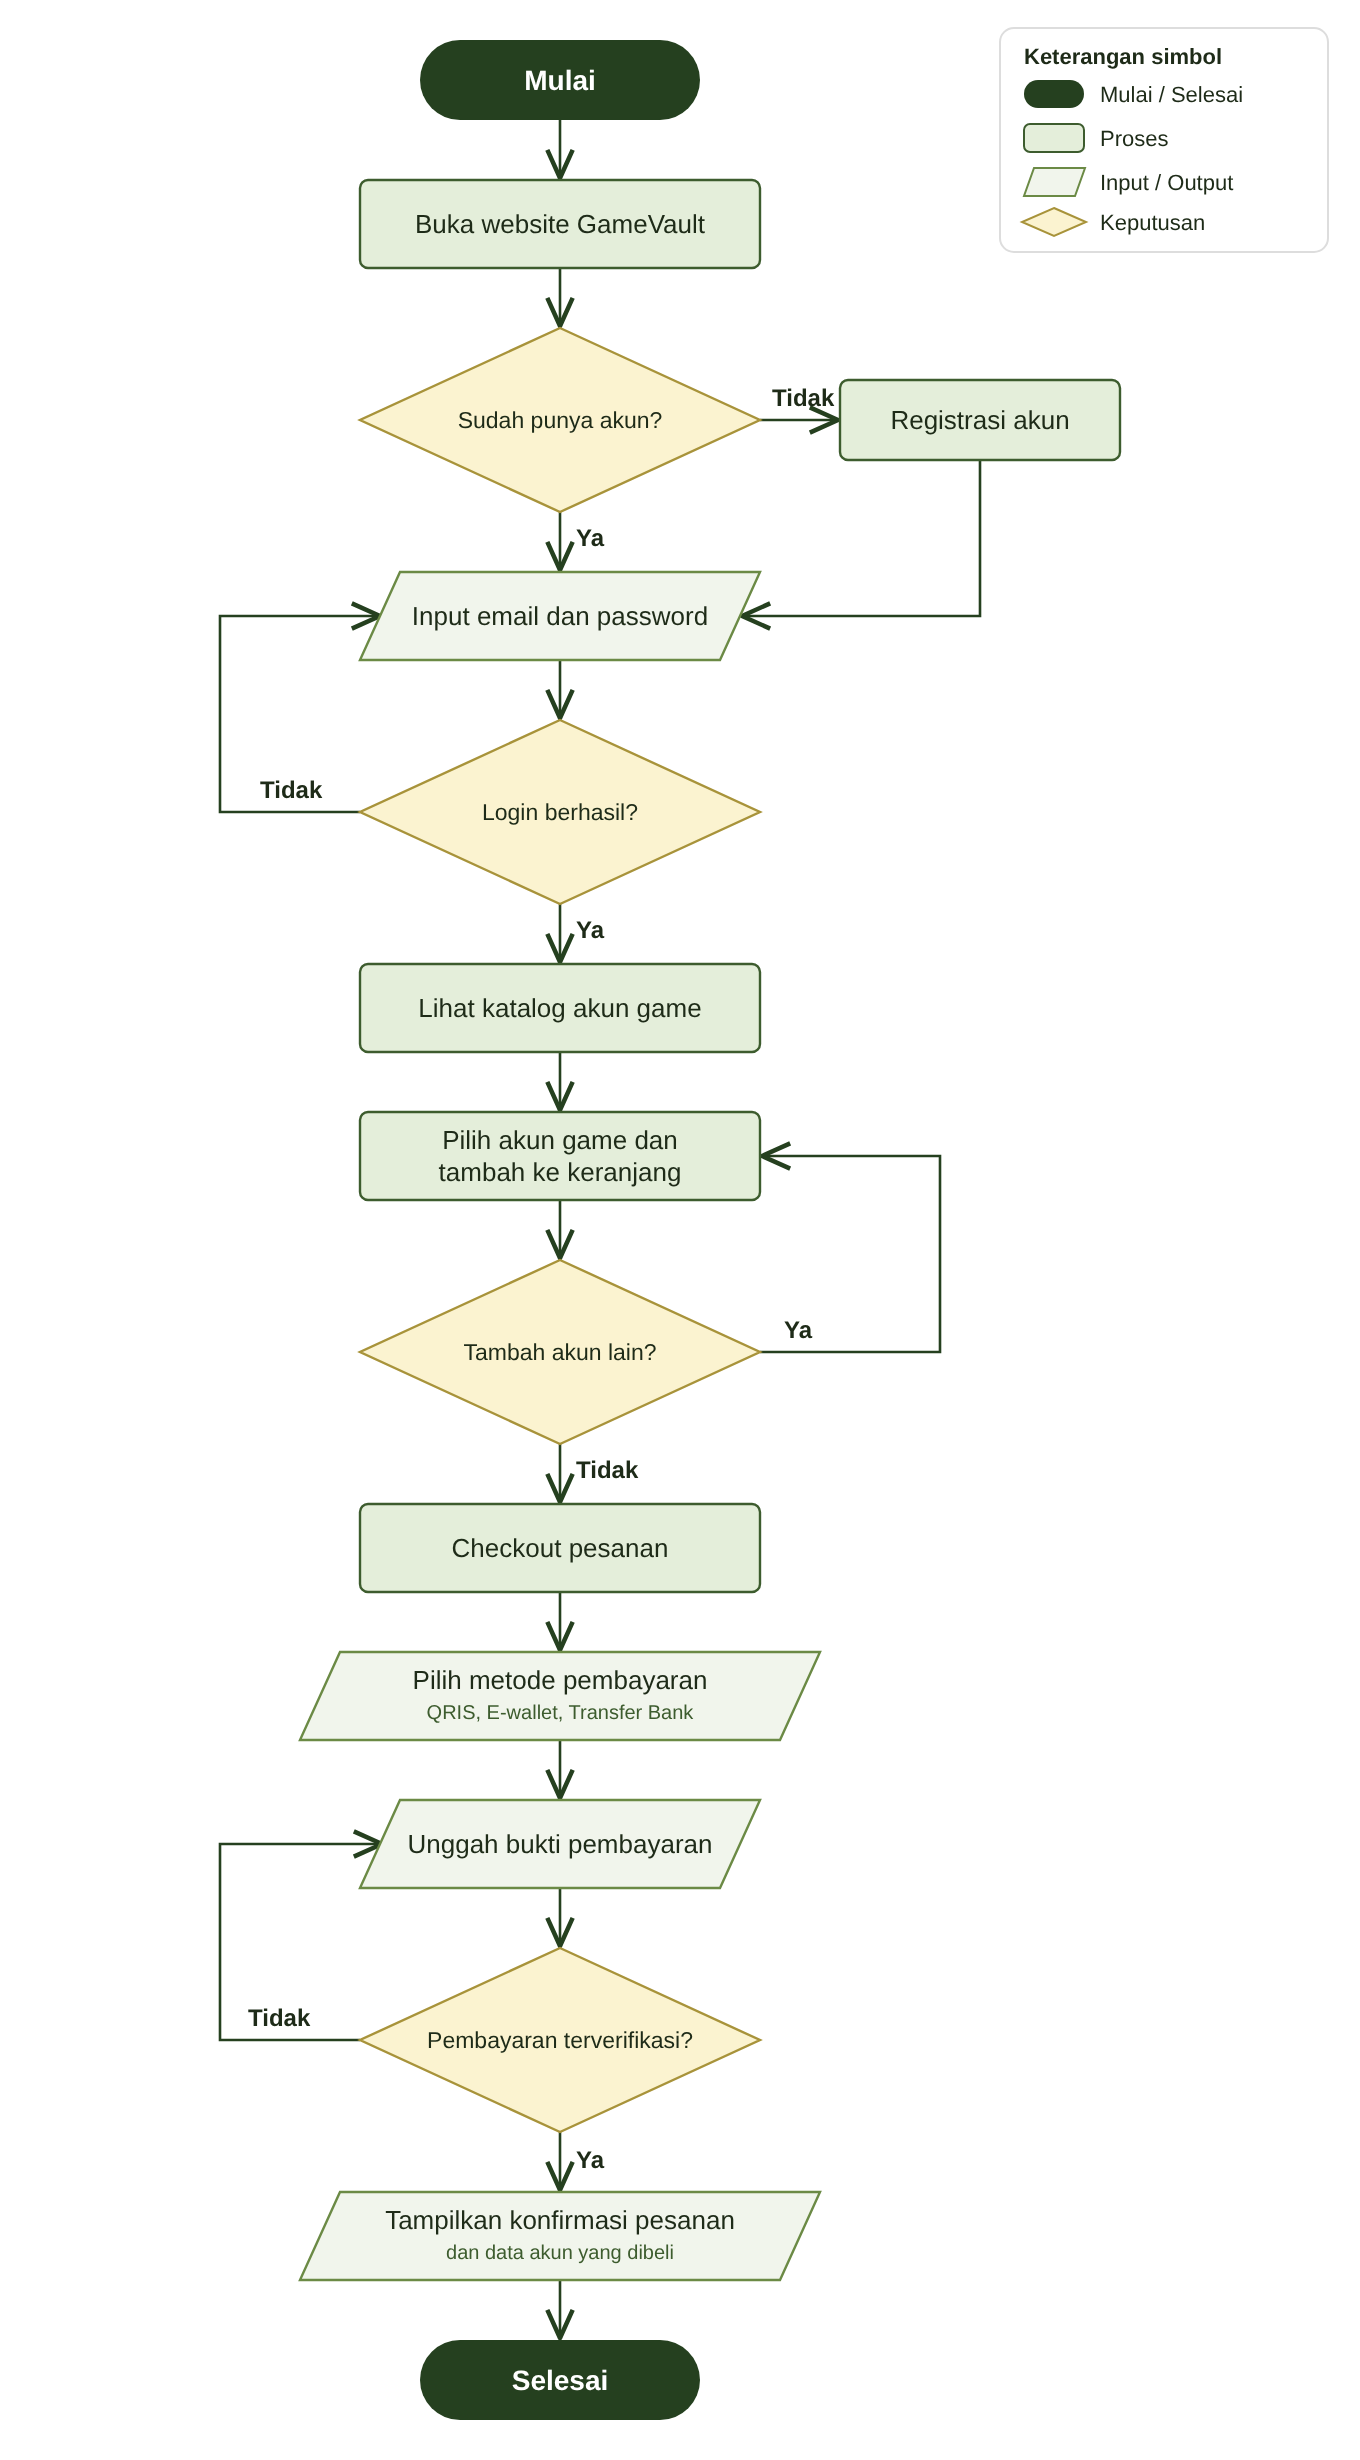 Mulai
Keterangan simbol
Mulai / Selesai
Proses
Input / Output
Keputusan
Buka website GameVault
Sudah punya akun?
Tidak
Registrasi akun
Ya
Input email dan password
Tidak
Login berhasil?
Ya
Lihat katalog akun game
Pilih akun game dan
tambah ke keranjang
Tambah akun lain?
Ya
Tidak
Checkout pesanan
Pilih metode pembayaran
QRIS, E-wallet, Transfer Bank
Unggah bukti pembayaran
Tidak
Pembayaran terverifikasi?
Ya
Tampilkan konfirmasi pesanan
dan data akun yang dibeli
Selesai